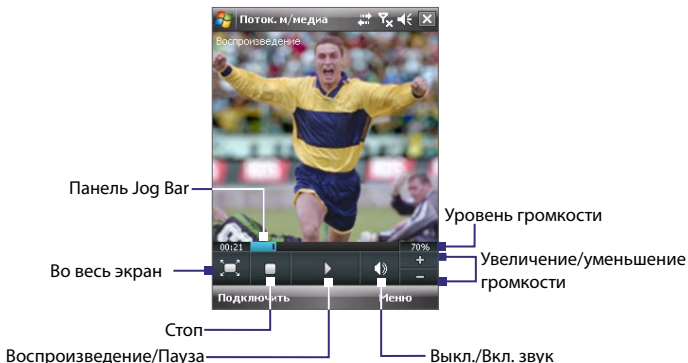 Поток. м/медиа
Воспроизведение
Панель Jog Bar
Уровень громкости
00:21
70%
Во весь экран
+
Увеличение/уменьшение
громкости
−
Подключить
Меню
Стоп
Воспроизведение/Пауза
Выкл./Вкл. звук